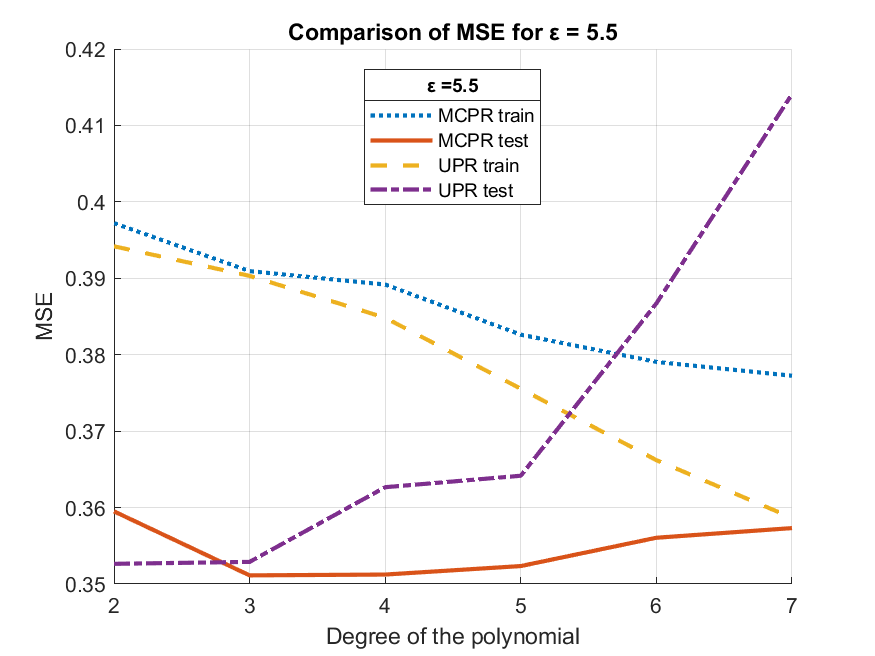 Comparison of MSE for ε = 5.5
0.42
0.41
0.4
0.39
0.38
0.37
0.36
0.35
MSE
ε =5.5
MCPR train
MCPR test
UPR train
UPR test
2 3 4 5 6 7
Degree of the polynomial